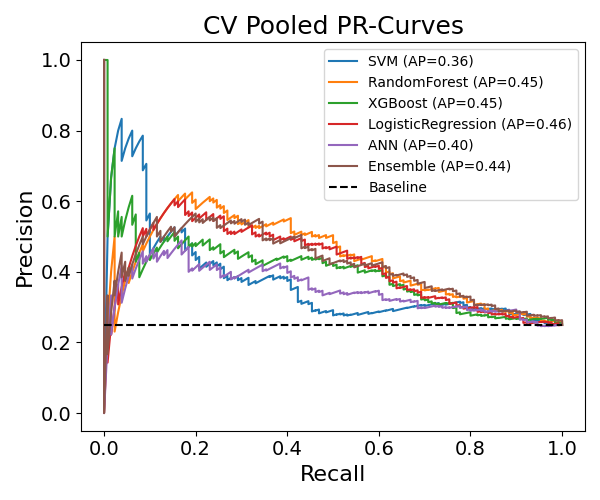 CV Pooled PR-Curves
SVM (AP=0.36)
RandomForest (AP=0.45)
XGBoost (AP=0.45)
LogisticRegression (AP=0.46)
ANN (AP=0.40)
Ensemble (AP=0.44)
Baseline
Precision
1.0
0.8
0.6
0.4
0.2
0.0
0.0 0.2 0.4 0.6 0.8 1.0
Recall